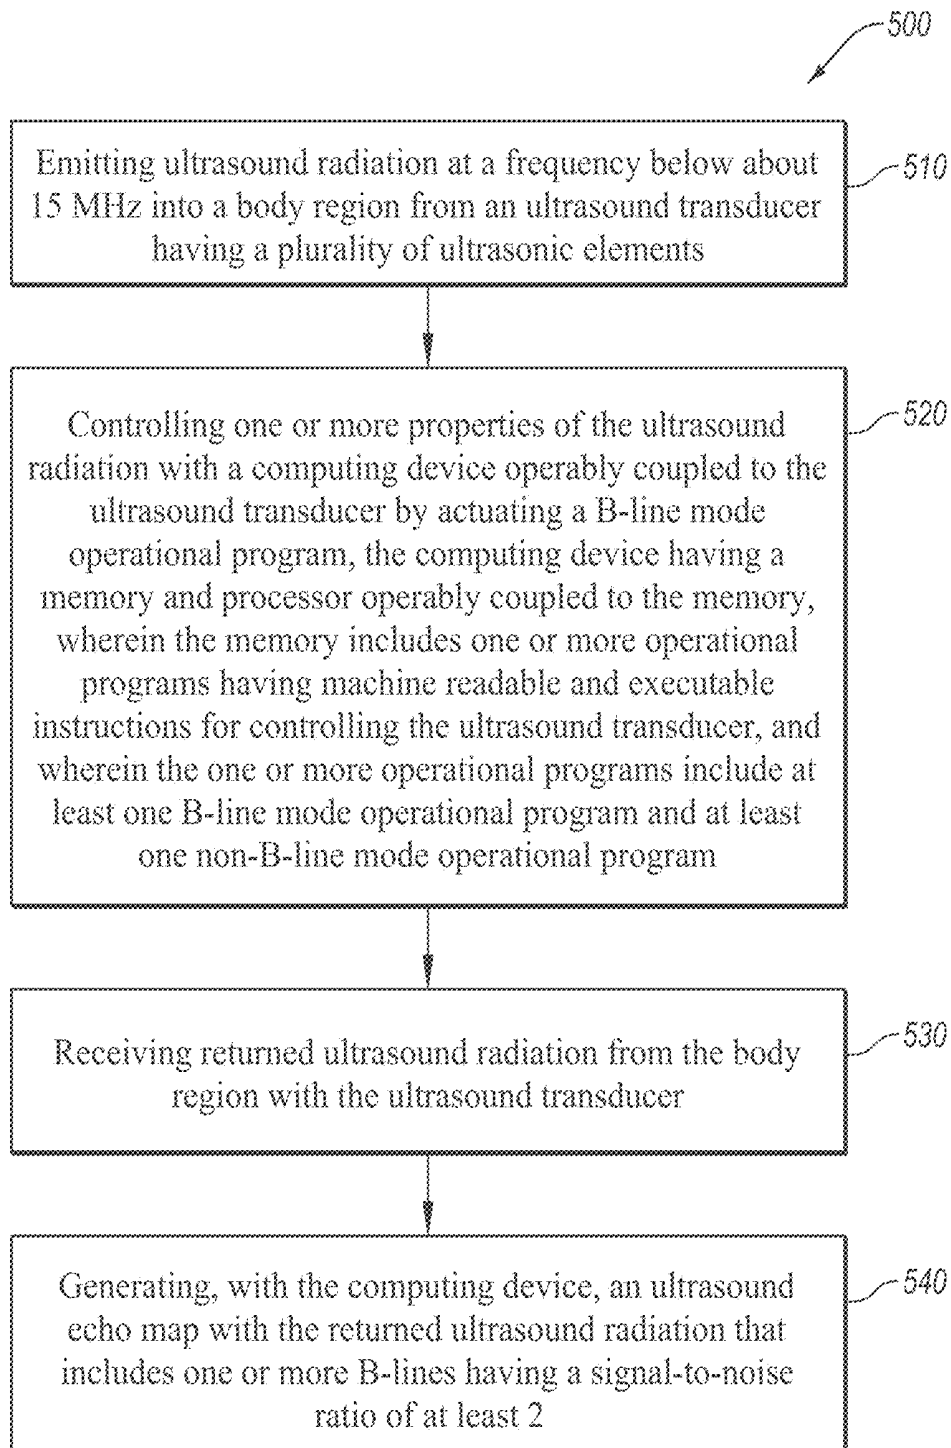 500
Emitting ultrasound radiation at a frequency below about
15 MHz into a body region from an ultrasound transducer
having a plurality of ultrasonic elements
510
Controlling one or more properties of the ultrasound
radiation with a computing device operably coupled to the
ultrasound transducer by actuating a B-line mode
operational program, the computing device having a
memory and processor operably coupled to the memory,
wherein the memory includes one or more operational
programs having machine readable and executable
instructions for controlling the ultrasound transducer, and
wherein the one or more operational programs include at
least one B-line mode operational program and at least
one non-B-line mode operational program
520
Receiving returned ultrasound radiation from the body
region with the ultrasound transducer
530
Generating, with the computing device, an ultrasound
echo map with the returned ultrasound radiation that
includes one or more B-lines having a signal-to-noise
ratio of at least 2
540